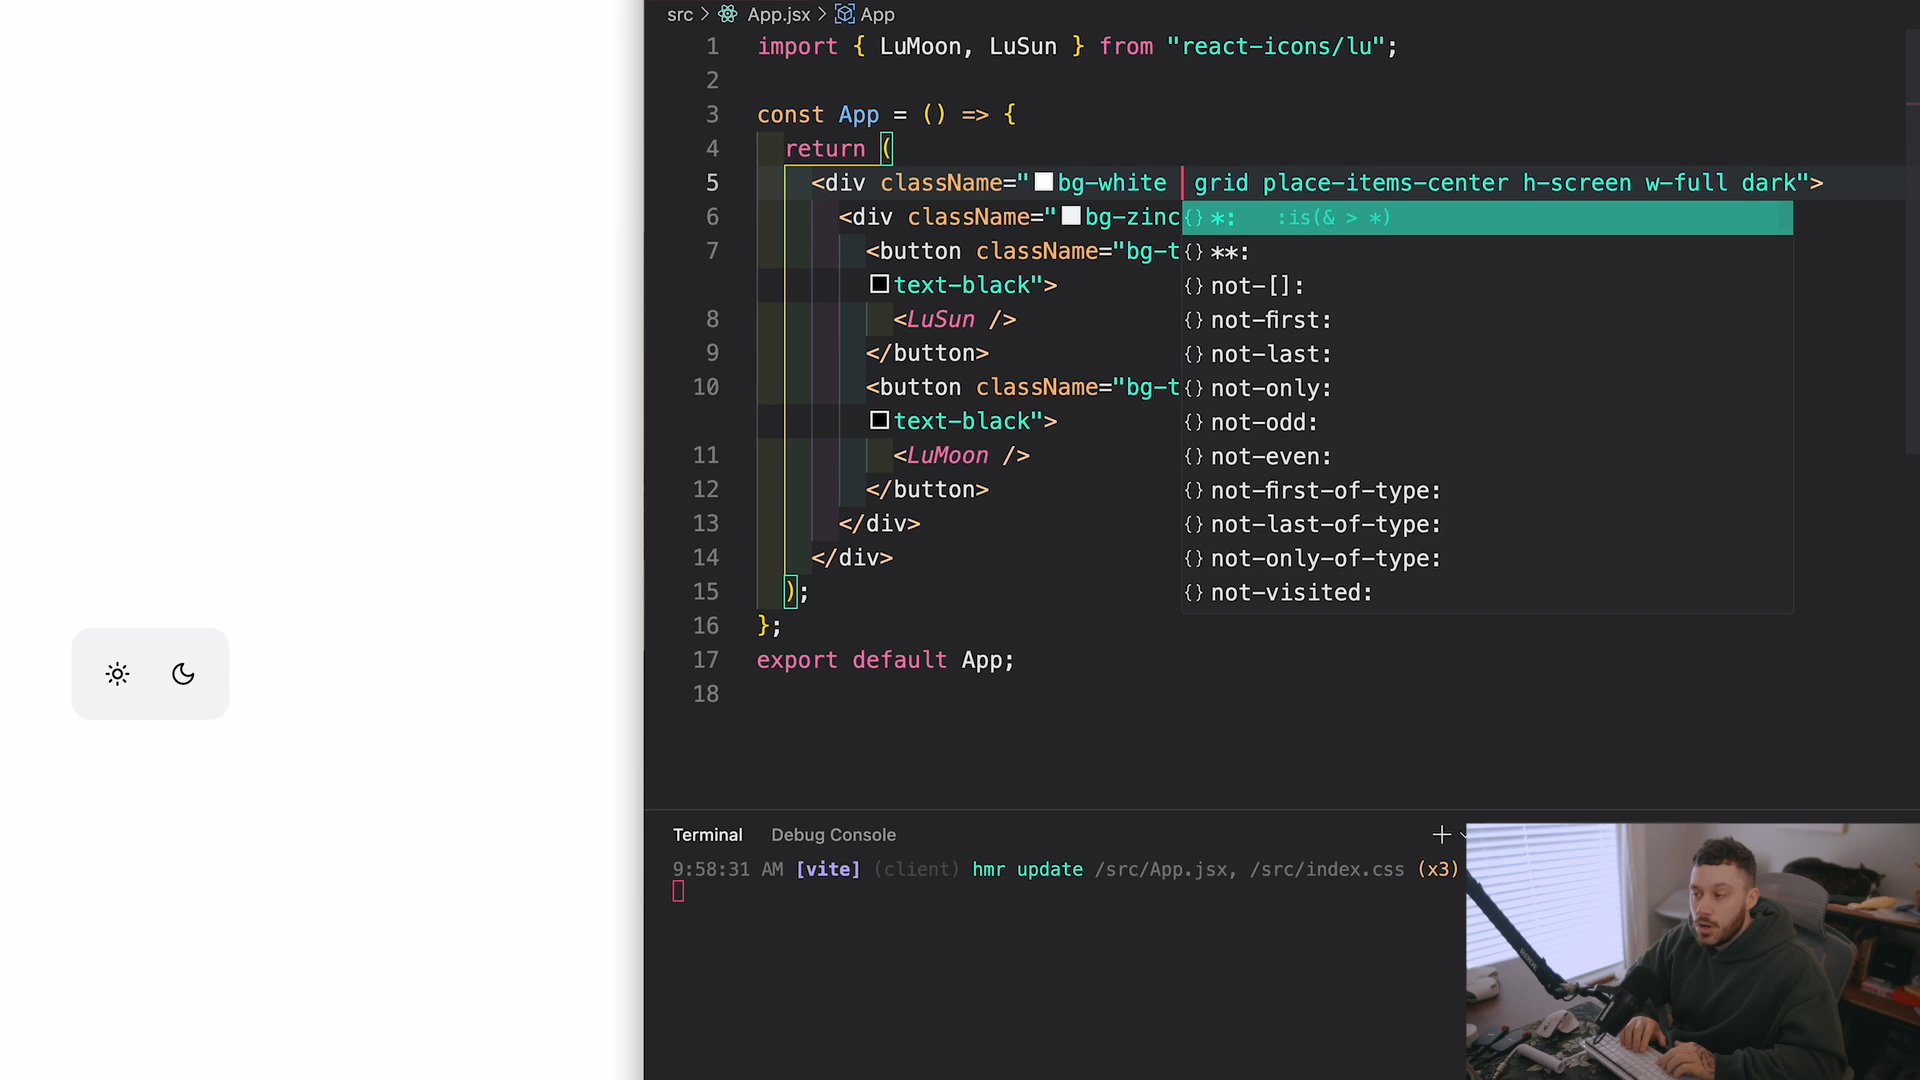 src > App.jsx > App
1 import { LuMoon, LuSun } from "react-icons/lu";
2
3 const App = () => {
4 return (
5 <div className="bg-white grid place-items-center h-screen w-full dark">
6 <div className="bg-zinc
7 <button className="bg-t
text-black">
8 <LuSun />
9 </button>
10 <button className="bg-t
text-black">
11 <LuMoon />
12 </button>
13 </div>
14 </div>
15 );
16 };
17 export default App;
18
{} *: :is(& > *)
{} **:
{} not-[]:
{} not-first:
{} not-last:
{} not-only:
{} not-odd:
{} not-even:
{} not-first-of-type:
{} not-last-of-type:
{} not-only-of-type:
{} not-visited:
Terminal Debug Console
9:58:31 AM [vite] (client) hmr update /src/App.jsx, /src/index.css (x3)